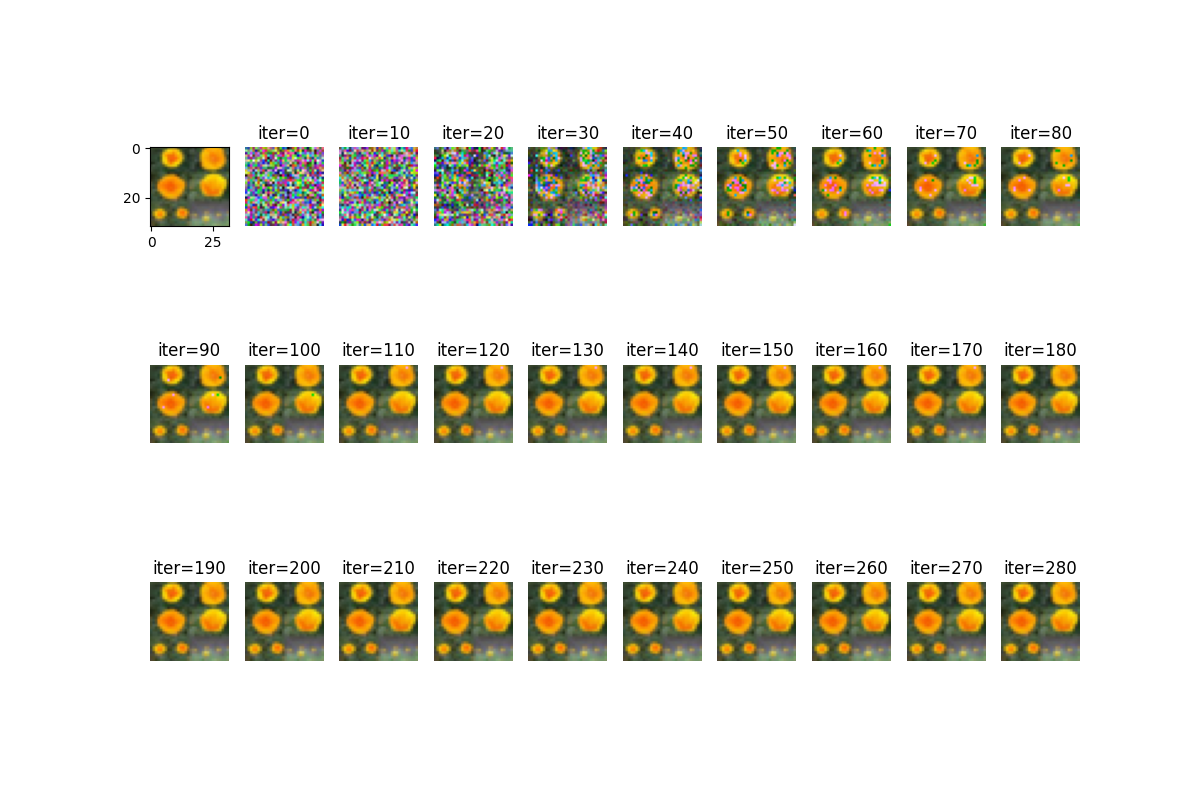 iter=0 iter=10 iter=20 iter=30 iter=40 iter=50 iter=60 iter=70 iter=80
0
20
0 25
iter=90 iter=100 iter=110 iter=120 iter=130 iter=140 iter=150 iter=160 iter=170 iter=180
iter=190 iter=200 iter=210 iter=220 iter=230 iter=240 iter=250 iter=260 iter=270 iter=280